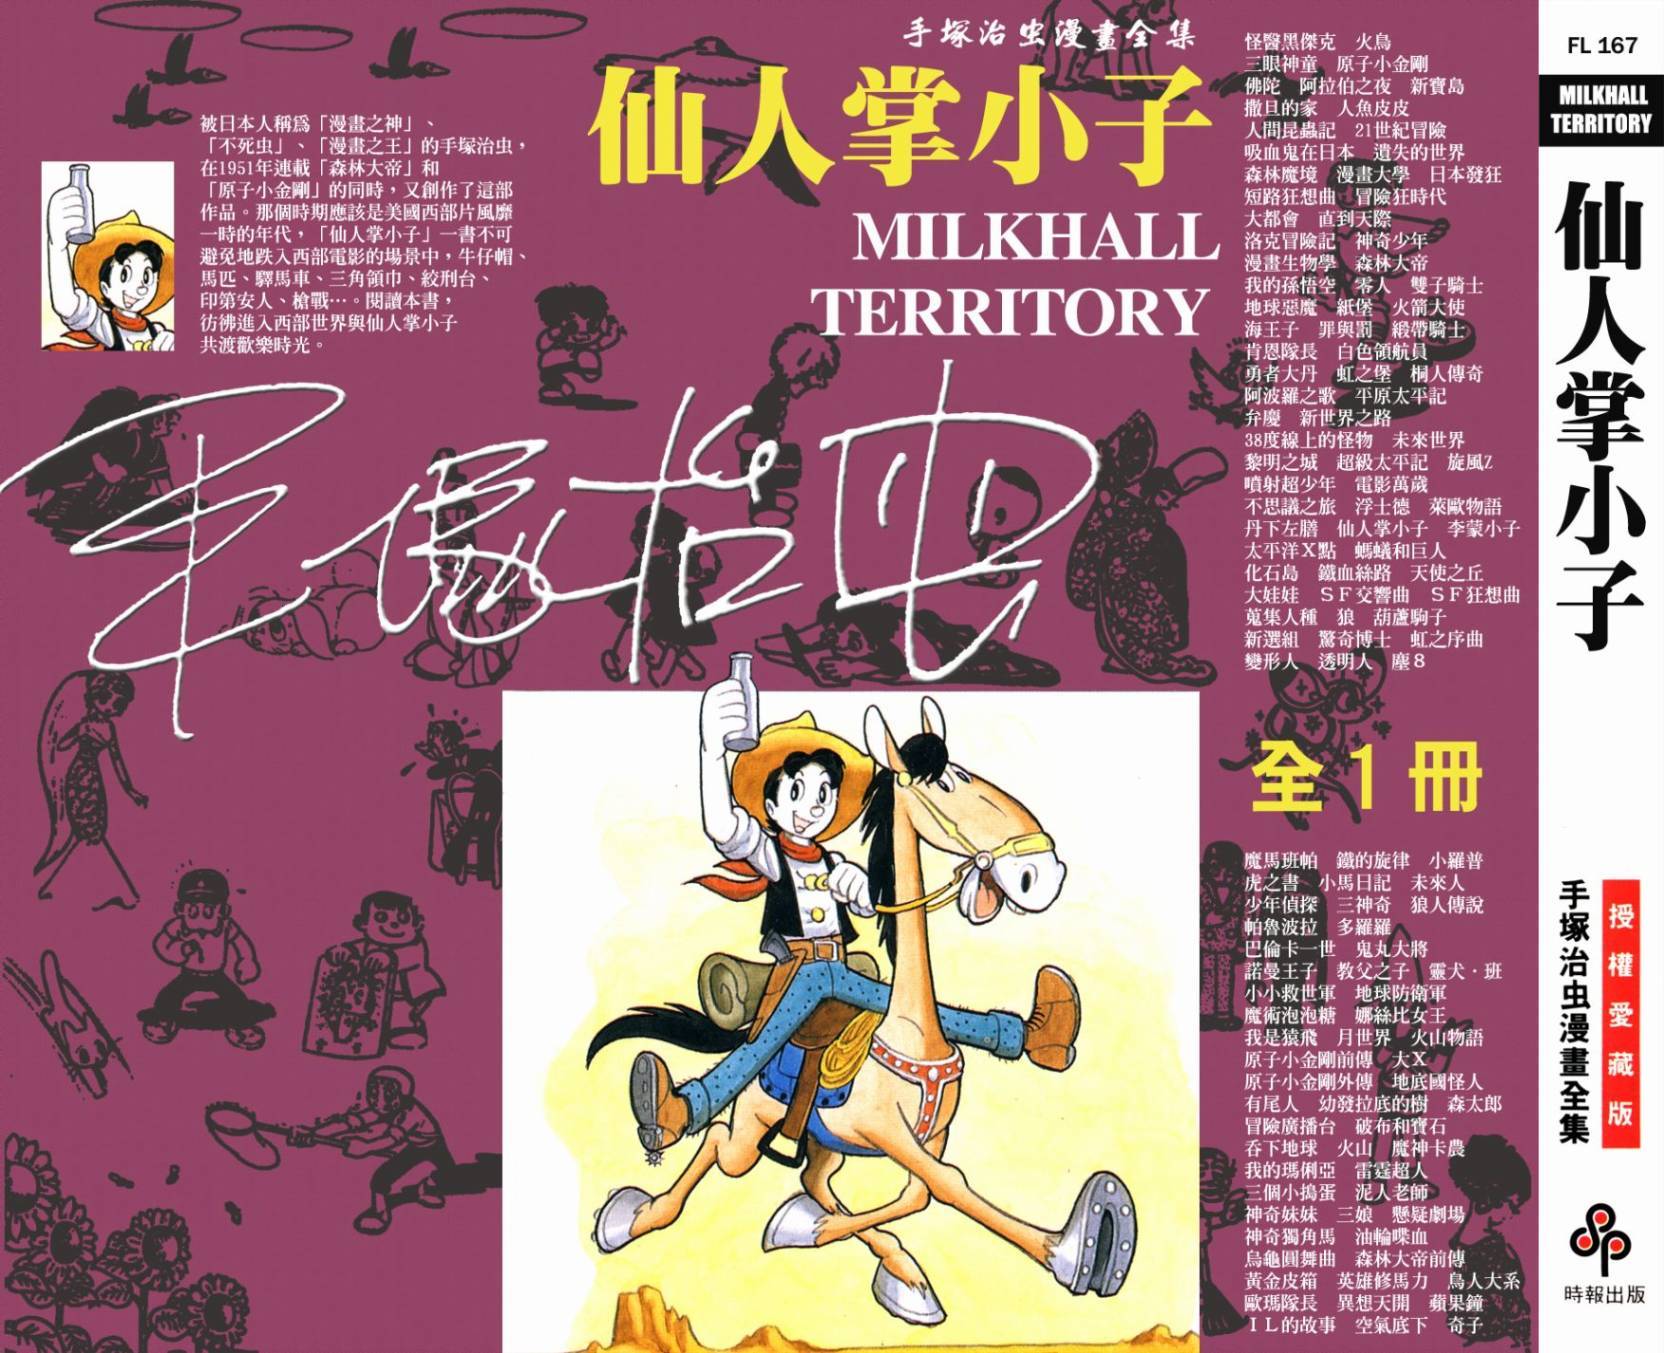 手塚治虫漫畫全集
仙人掌小子
MILKHALL
TERRITORY
被日本人稱爲「漫畫之神」、
「不死虫」、「漫畫之王」的手塚治虫，
在1951年連載「森林大帝」和
「原子小金剛」的同時，又創作了這部
作品。那個時期應該是美國西部片風靡
一時的年代，「仙人掌小子」一書不可
避免地跌入西部電影的場景中，牛仔帽、
馬匹、驛馬車、三角領巾、絞刑台、
印第安人、槍戰…。閱讀本書，
彷彿進入西部世界與仙人掌小子
共渡歡樂時光。
手塚治虫
怪醫黑傑克 火鳥
三眼神童 原子小金剛
佛陀 阿拉伯之夜 新寶島
撒旦的家 人魚皮皮
人間昆蟲記 21世紀冒險
吸血鬼在日本 遺失的世界
森林魔境 漫畫大學 日本發狂
短路狂想曲 冒險狂時代
大都會 直到天際
洛克冒險記 神奇少年
漫畫生物學 森林大帝
我的孫悟空 零人 雙子騎士
地球惡魔 紙堡 火箭大使
海王子 罪與罰 緞帶騎士
肯恩隊長 白色領航員
勇者大丹 虹之堡 桐人傳奇
阿波羅之歌 平原太平記
弁慶 新世界之路
38度線上的怪物 未來世界
黎明之城 超級太平記 旋風Z
噴射超少年 電影萬歲
不思議之旅 浮士德 萊歐物語
丹下左膳 仙人掌小子 李蒙小子
太平洋X點 螞蟻和巨人
化石島 鐵血絲路 天使之丘
大娃娃 SF交響曲 SF狂想曲
蒐集人種 狼 葫蘆駒子
新選組 驚奇博士 虹之序曲
變形人 透明人 塵8
全1冊
魔馬班帕 鐵的旋律 小羅普
虎之書 小馬日記 未來人
少年偵探 三神奇 狼人傳說
帕魯波拉 多羅羅
巴倫卡一世 鬼丸大將
諾曼王子 教父之子 靈犬·班
小小救世軍 地球防衛軍
魔術泡泡糖 娜絲比女王
我是猿飛 月世界 火山物語
原子小金剛前傳 大X
原子小金剛外傳 地底國怪人
有尾人 幼發拉底的樹 森太郎
冒險廣播台 破布和寶石
吞下地球 火山 魔神卡農
我的瑪俐亞 雷霆超人
三個小搗蛋 泥人老師
神奇妹妹 三娘 懸疑劇場
神奇獨角馬 油輪喋血
烏龜圓舞曲 森林大帝前傳
黃金皮箱 英雄修馬力 鳥人大系
歐瑪隊長 異想天開 蘋果鐘
IL的故事 空氣底下 奇子
FL 167
MILKHALL
TERRITORY
仙人掌小子
手塚治虫漫畫全集
授權愛藏版
時報出版